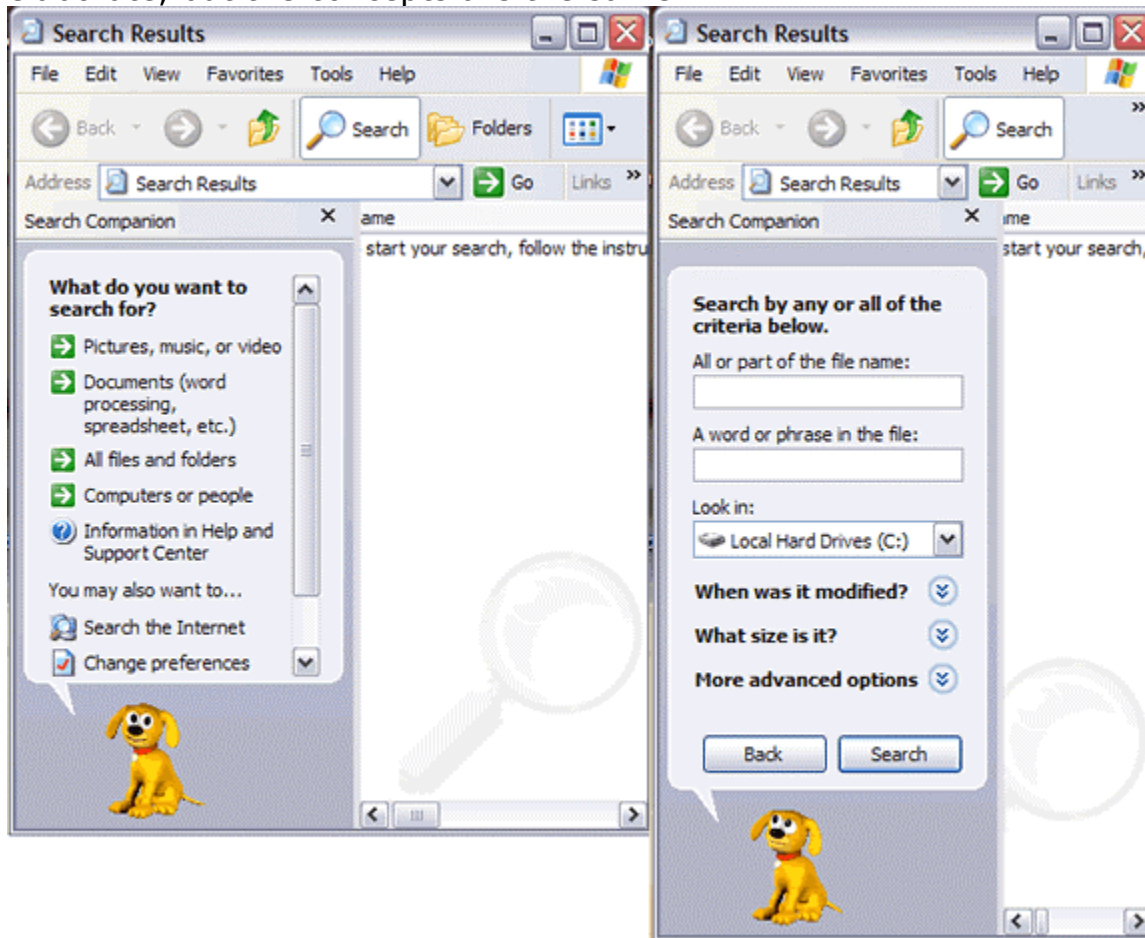 Search Results
File Edit View Favorites Tools Help
Back Search Folders
Address Search Results Go Links »
Search Companion × ame
start your search, follow the instru
What do you want to
search for?
Pictures, music, or video
Documents (word
processing,
spreadsheet, etc.)
All files and folders
Computers or people
Information in Help and
Support Center
You may also want to...
Search the Internet
Change preferences
Search Results
File Edit View Favorites Tools Help
Back Search »
Address Search Results Go Links »
Search Companion × me
start your search,
Search by any or all of the
criteria below.
All or part of the file name:
A word or phrase in the file:
Look in:
Local Hard Drives (C:)
When was it modified?
What size is it?
More advanced options
Back Search